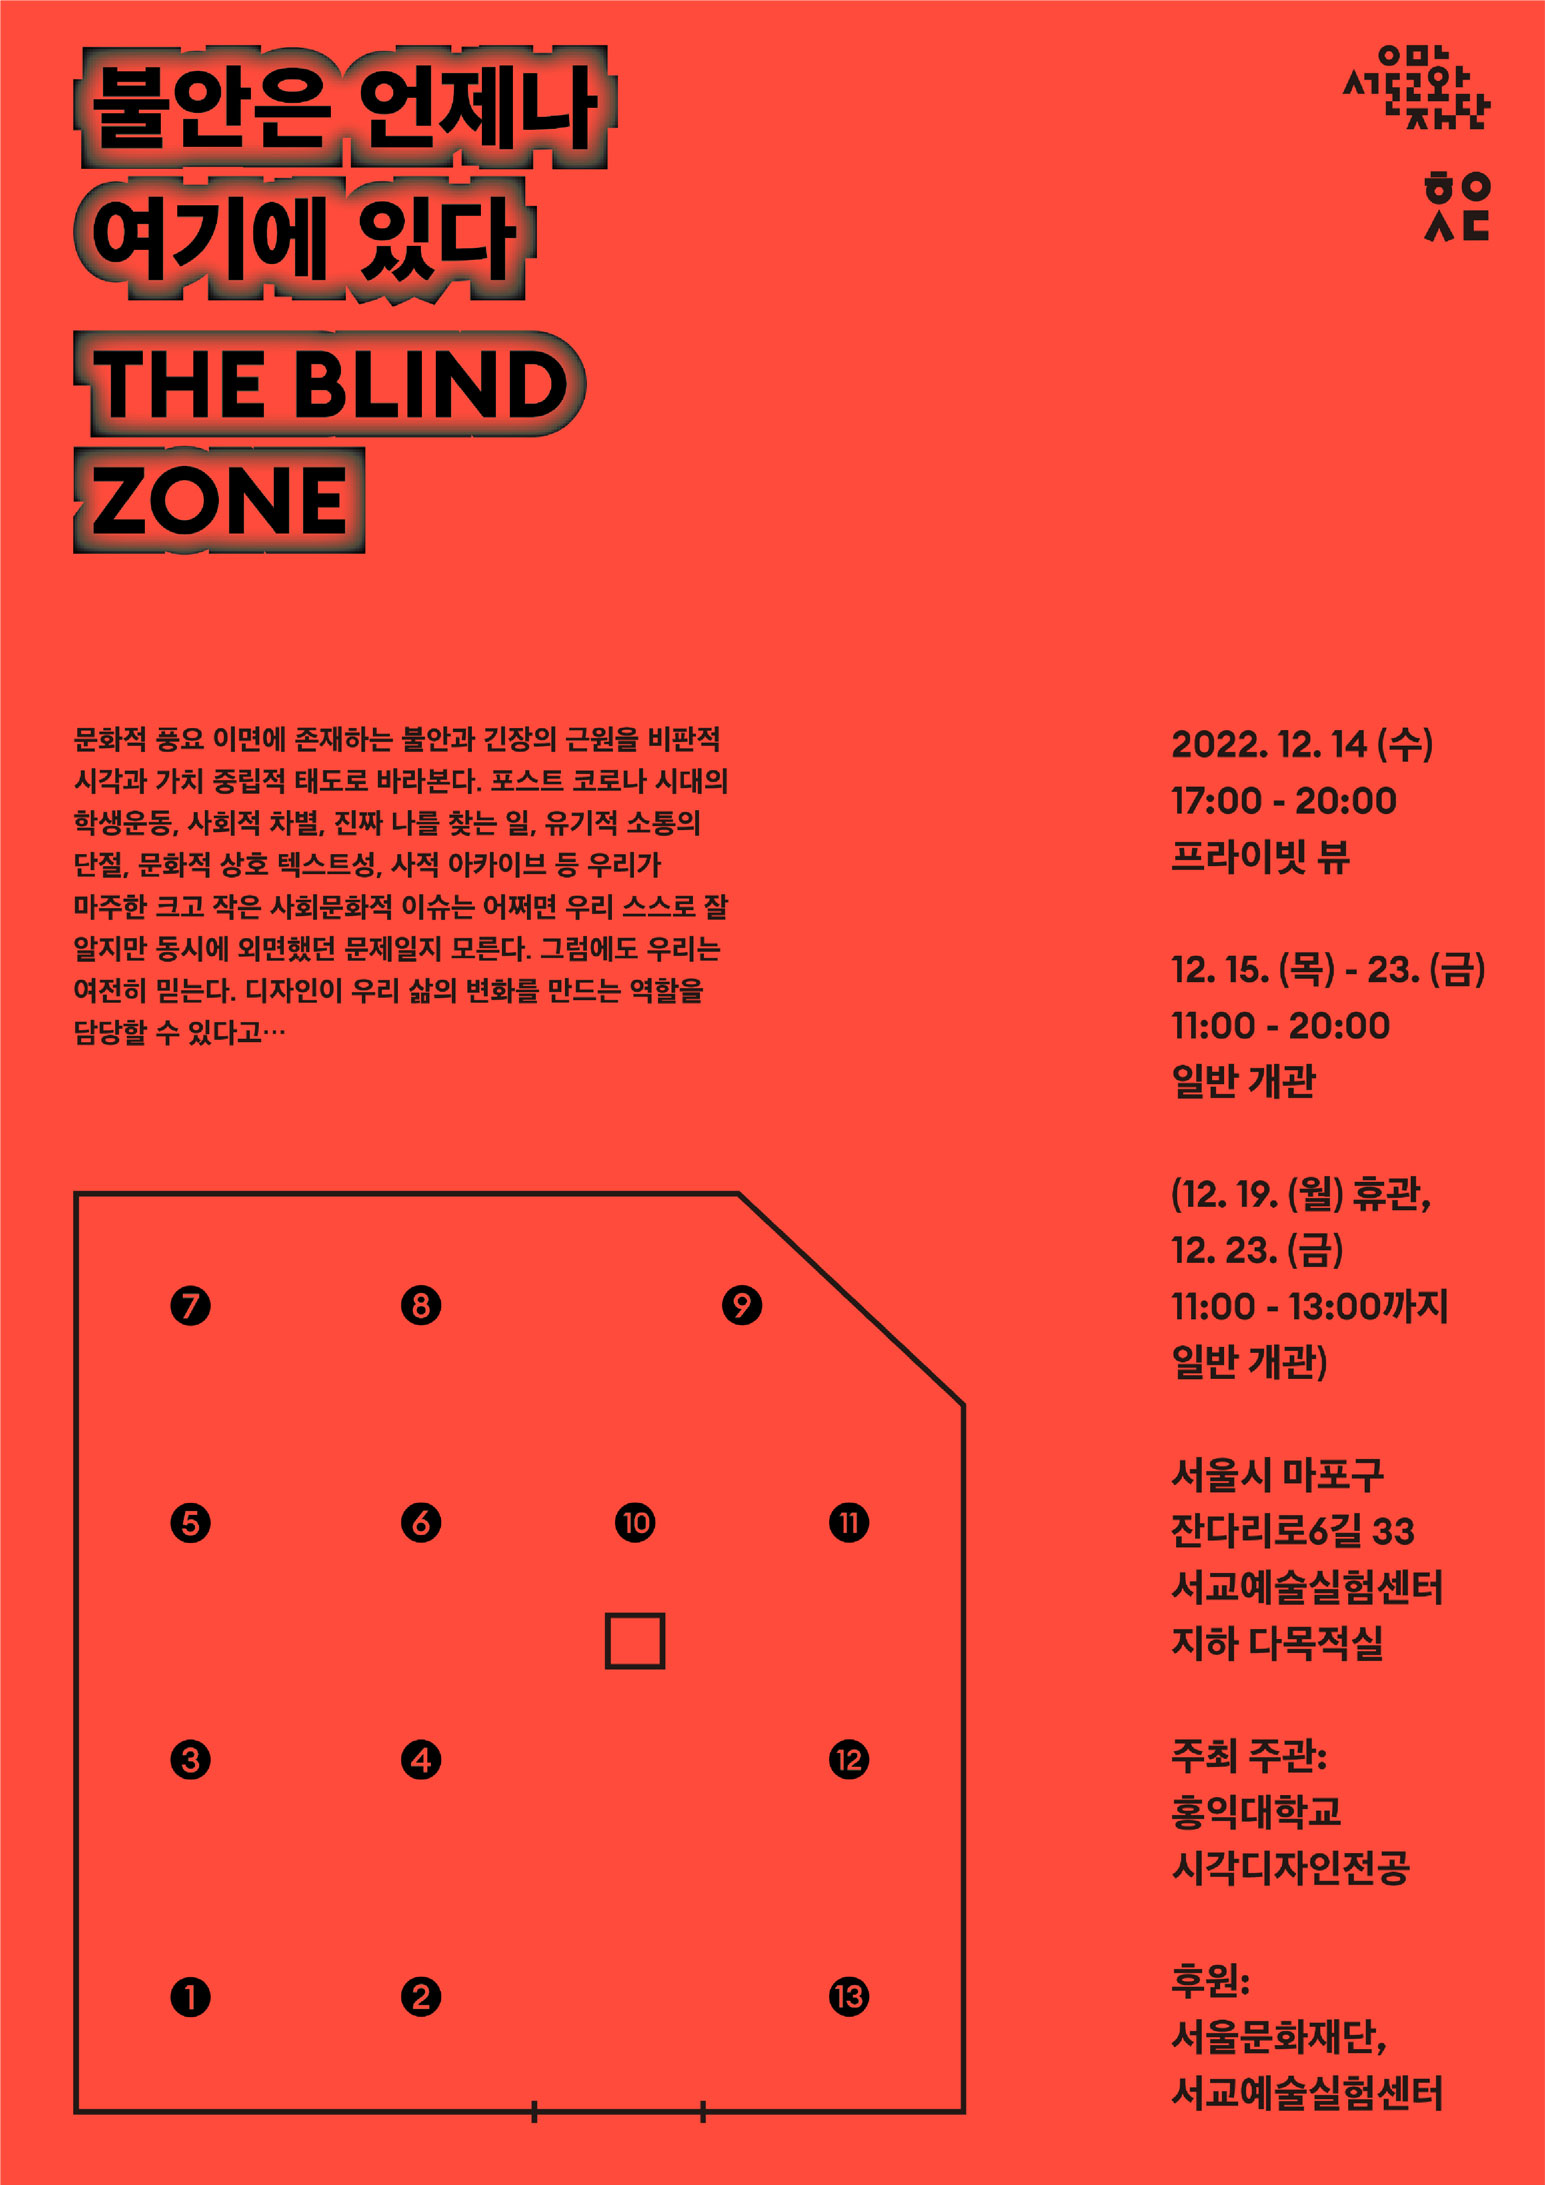 불안은 언제나
여기에 있다
THE BLIND
ZONE
서울문화재단
문화적 풍요 이면에 존재하는 불안과 긴장의 근원을 비판적
시각과 가치 중립적 태도로 바라본다. 포스트 코로나 시대의
학생운동, 사회적 차별, 진짜 나를 찾는 일, 유기적 소통의
단절, 문화적 상호 텍스트성, 사적 아카이브 등 우리가
마주한 크고 작은 사회문화적 이슈는 어쩌면 우리 스스로 잘
알지만 동시에 외면했던 문제일지 모른다. 그럼에도 우리는
여전히 믿는다. 디자인이 우리 삶의 변화를 만드는 역할을
담당할 수 있다고…
2022. 12. 14 (수)
17:00 - 20:00
프라이빗 뷰
12. 15. (목) - 23. (금)
11:00 - 20:00
일반 개관
(12. 19. (월) 휴관,
12. 23. (금)
11:00 - 13:00까지
일반 개관)
서울시 마포구
잔다리로6길 33
서교예술실험센터
지하 다목적실
주최 주관:
홍익대학교
시각디자인전공
후원:
서울문화재단,
서교예술실험센터
7 8 9
5 6 10 11
3 4 12
1 2 13